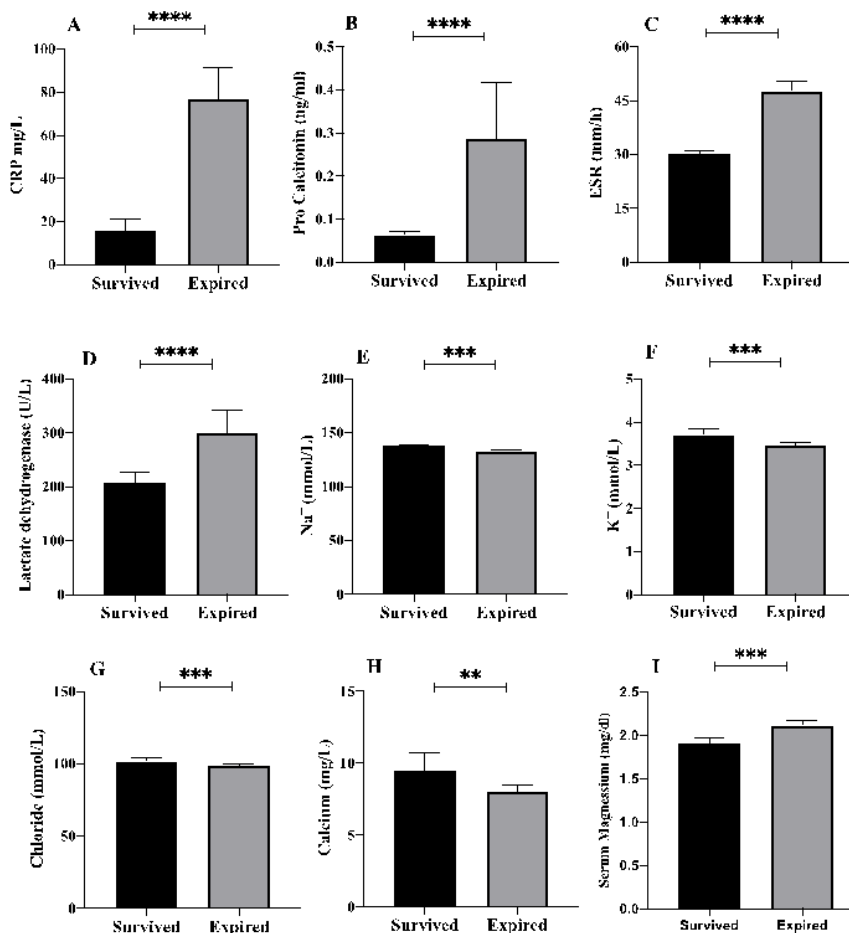 A
****
CRP mg/L
100
80
60
40
20
0
Survived
Expired
B
****
Pro Calcitonin (ng/ml)
0.5
0.4
0.3
0.2
0.1
0.0
Survived
Expired
C
****
ESR (mm/h)
60
45
30
15
0
Survived
Expired
D
****
Lactate dehydrogenase (U/L)
400
300
200
100
0
Survived
Expired
E
***
Na⁻ (mmol/L)
200
150
100
50
0
Survived
Expired
F
***
K⁻ (mmol/L)
5
4
3
2
1
0
Survived
Expired
G
***
Chloride (mmol/L)
150
100
50
0
Survived
Expired
H
**
Calcium (mg/L)
15
10
5
0
Survived
Expired
I
***
Serum Magnessium (mg/dl)
2.5
2.0
1.5
1.0
0.5
0.0
Survived
Expired